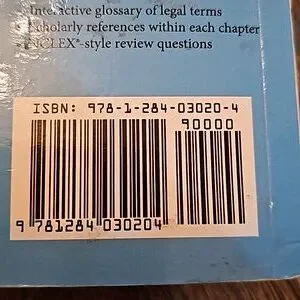 Interactive glossary of legal terms
Scholarly references within each chapter
NCLEX®-style review questions
ISBN: 978-1-284-03020-4
90000
9 781284 030204